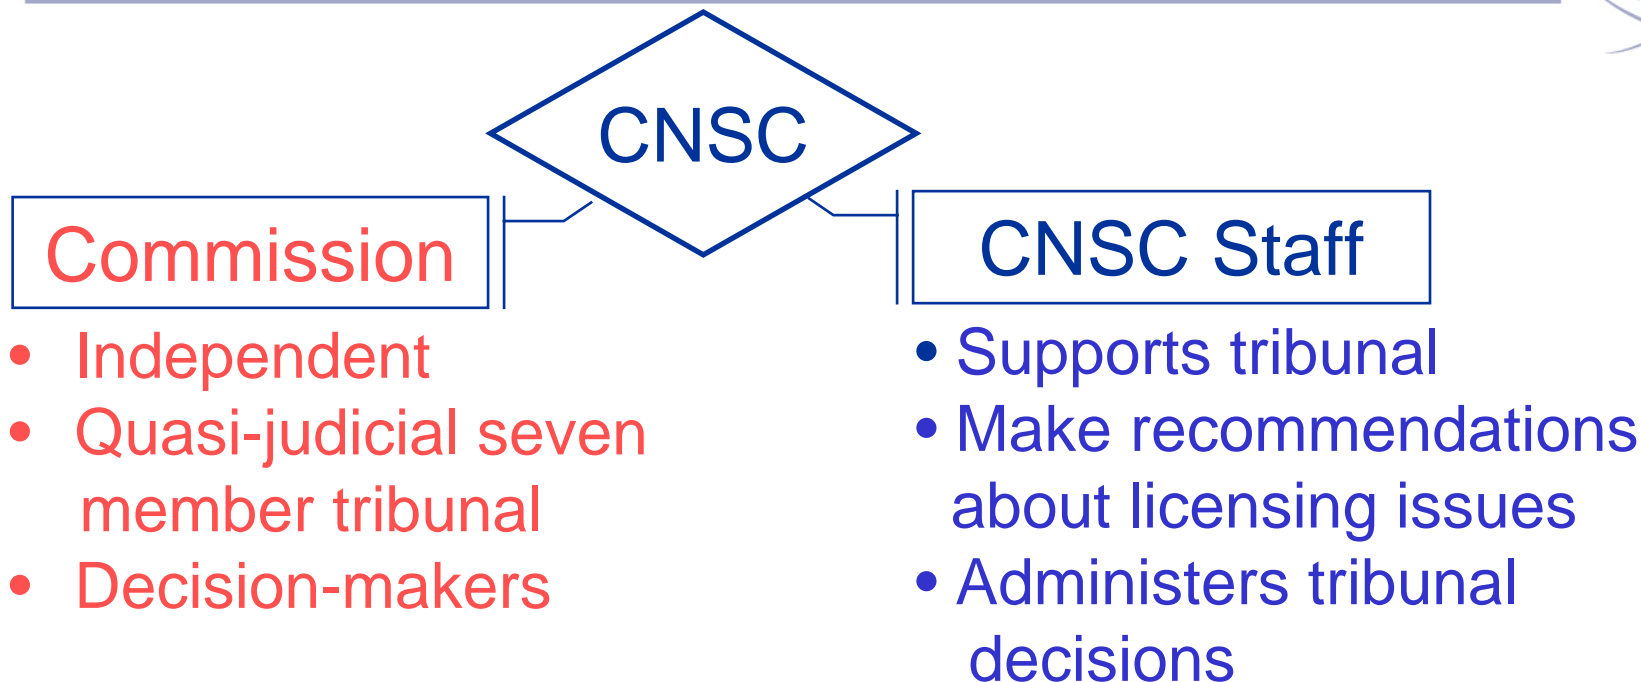 CNSC
Commission
• Independent
• Quasi-judicial seven
member tribunal
• Decision-makers
CNSC Staff
• Supports tribunal
• Make recommendations
about licensing issues
• Administers tribunal
decisions